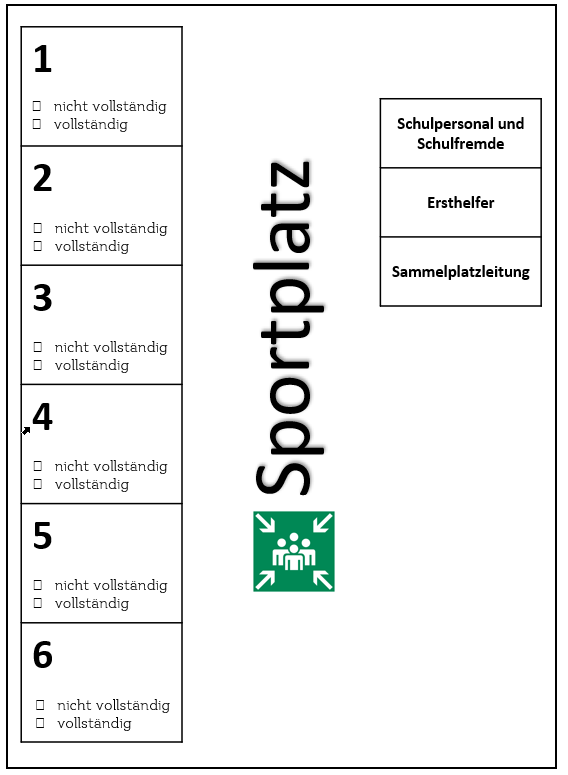 1
☐ nicht vollständig
☐ vollständig
2
☐ nicht vollständig
☐ vollständig
3
☐ nicht vollständig
☐ vollständig
4
☐ nicht vollständig
☐ vollständig
5
☐ nicht vollständig
☐ vollständig
6
☐ nicht vollständig
☐ vollständig
Sportplatz
Schulpersonal und
Schulfremde
Ersthelfer
Sammelplatzleitung